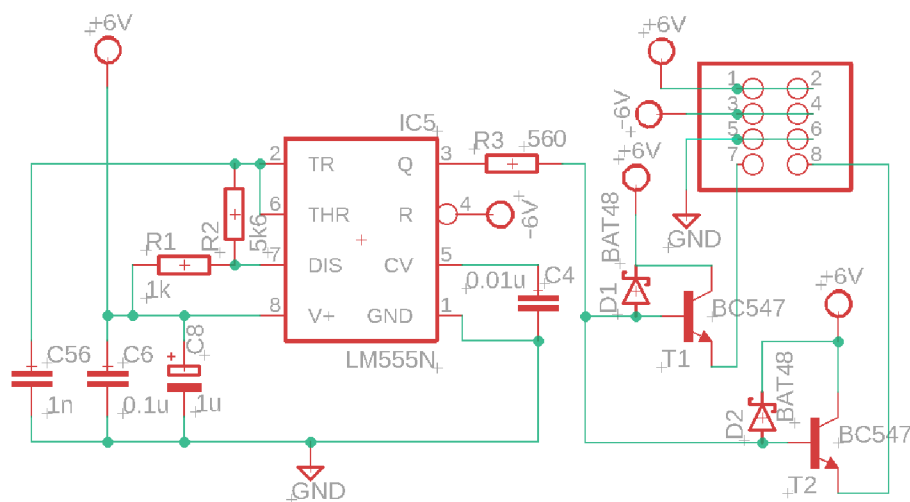 +6V
+6V
1 2
-6V
3 4
5 6
7 8
IC5
2 TR Q 3
R3 560
+6V
6 THR R 4
-6V
R2
5k6
GND
R1
1k
7 DIS CV 5
0.01u C4
BAT48
D1
BC547
T1
+6V
8 V+ GND 1
LM555N
C56
1n
C6
0.1u
C8
1u
BAT48
D2
BC547
T2
GND